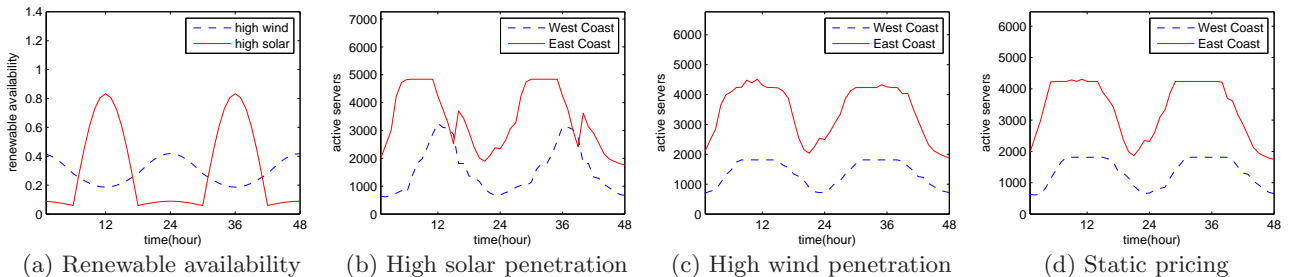 1.4
1.2
1
0.8
0.6
0.4
0.2
0
12
24
36
48
renewable availability
time(hour)
high wind
high solar
(a) Renewable availability
7000
6000
5000
4000
3000
2000
1000
0
12
24
36
48
active servers
time(hour)
West Coast
East Coast
(b) High solar penetration
6000
5000
4000
3000
2000
1000
0
12
24
36
48
active servers
time(hour)
West Coast
East Coast
(c) High wind penetration
6000
5000
4000
3000
2000
1000
0
12
24
36
48
active servers
time(hour)
West Coast
East Coast
(d) Static pricing